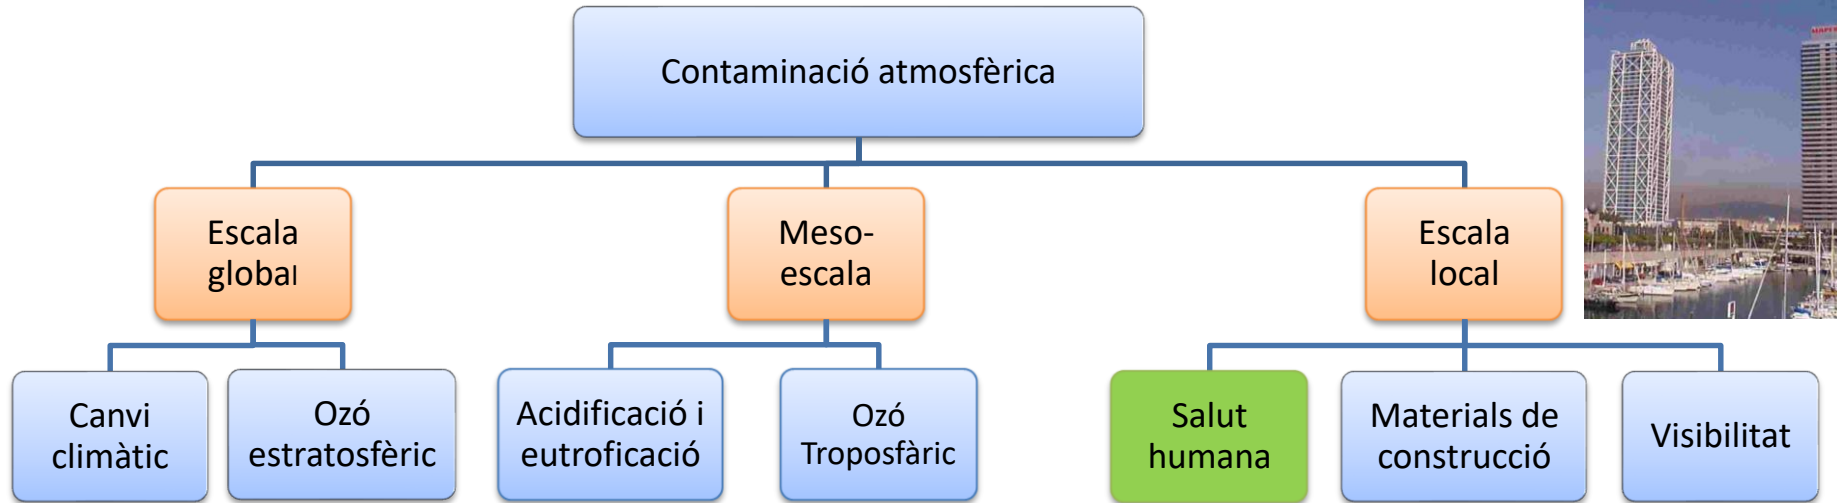 Contaminació atmosfèrica
Escala
global
Meso-
escala
Escala
local
Canvi
climàtic
Ozó
estratosfèric
Acidificació i
eutroficació
Ozó
Troposfàric
Salut
humana
Materials de
construcció
Visibilitat